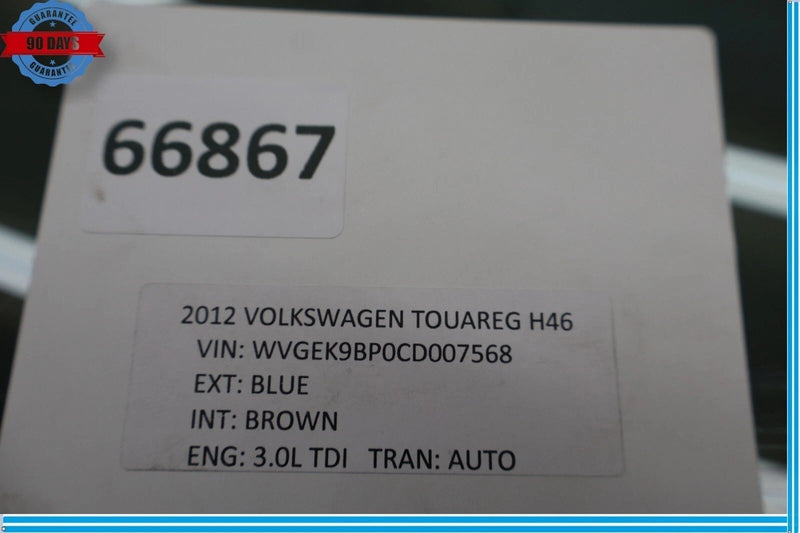 GUARANTEE
90 DAYS
GUARANTEE
66867
2012 VOLKSWAGEN TOUAREG H46
VIN: WVGEK9BP0CD007568
EXT: BLUE
INT: BROWN
ENG: 3.0L TDI TRAN: AUTO